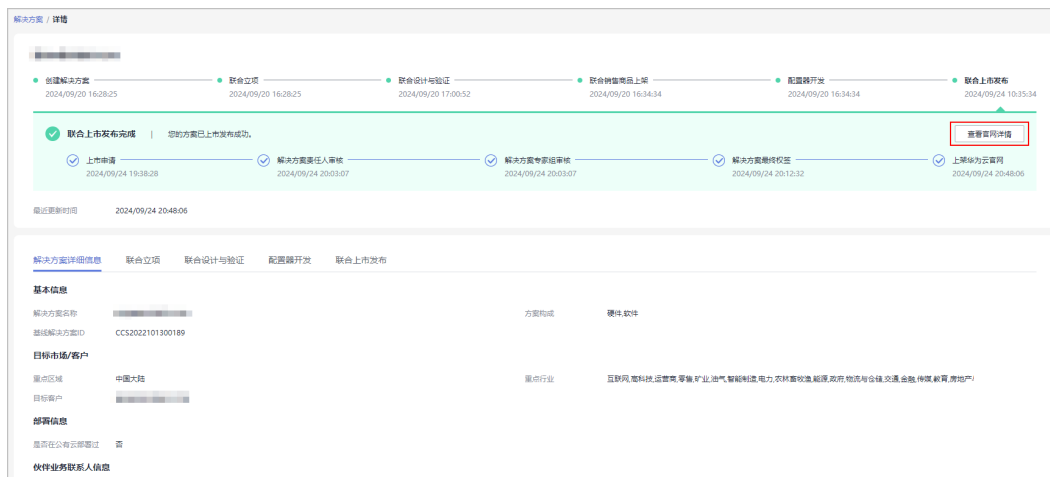 解决方案 / 详情
创建解决方案 联合立项 联合设计与验证 联合销售商品上架 配置器开发 联合上市发布
2024/09/20 16:28:25 2024/09/20 16:28:25 2024/09/20 17:00:52 2024/09/20 16:34:34 2024/09/20 16:34:34 2024/09/24 10:35:34
联合上市发布完成 | 您的方案已上市发布成功。 查看官网详情
上市申请 解决方案责任人审核 解决方案专家组审核 解决方案最终权签 上架华为云官网
2024/09/24 19:38:28 2024/09/24 20:03:07 2024/09/24 20:03:07 2024/09/24 20:12:32 2024/09/24 20:48:06
最近更新时间 2024/09/24 20:48:06
解决方案详细信息 联合立项 联合设计与验证 配置器开发 联合上市发布
基本信息
解决方案名称 方案构成 硬件,软件
基线解决方案ID CCS2022101300189
目标市场/客户
重点区域 中国大陆 重点行业 互联网,高科技,运营商,零售,矿业,油气,智能制造,电力,农林畜牧渔,能源,政府,物流与仓储,交通,金融,传媒,教育,房地产
目标客户
部署信息
是否在公有云部署过 否
伙伴业务联系人信息